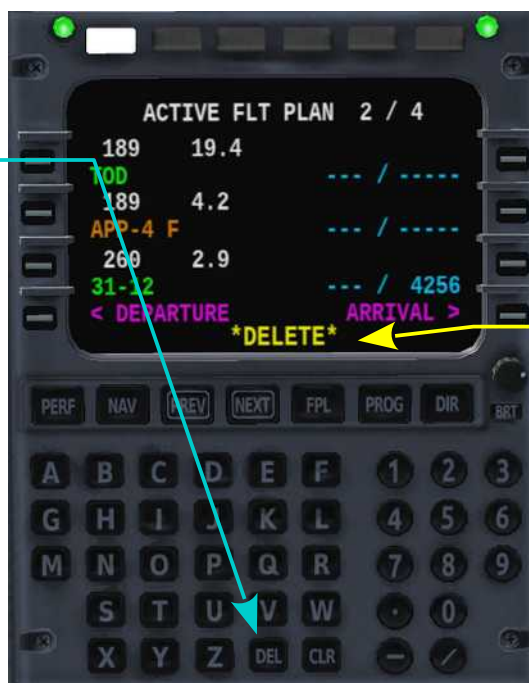 ACTIVE FLT PLAN 2 / 4
189 19.4
TOD --- / -----
189 4.2
APP-4 F --- / -----
260 2.9
31-12 --- / 4256
< DEPARTURE ARRIVAL >
*DELETE*
PERF NAV PREV NEXT FPL PROG DIR BRT
A B C D E F 1 2 3
G H I J K L 4 5 6
M N O P Q R 7 8 9
S T U V W . 0
X Y Z DEL CLR - /